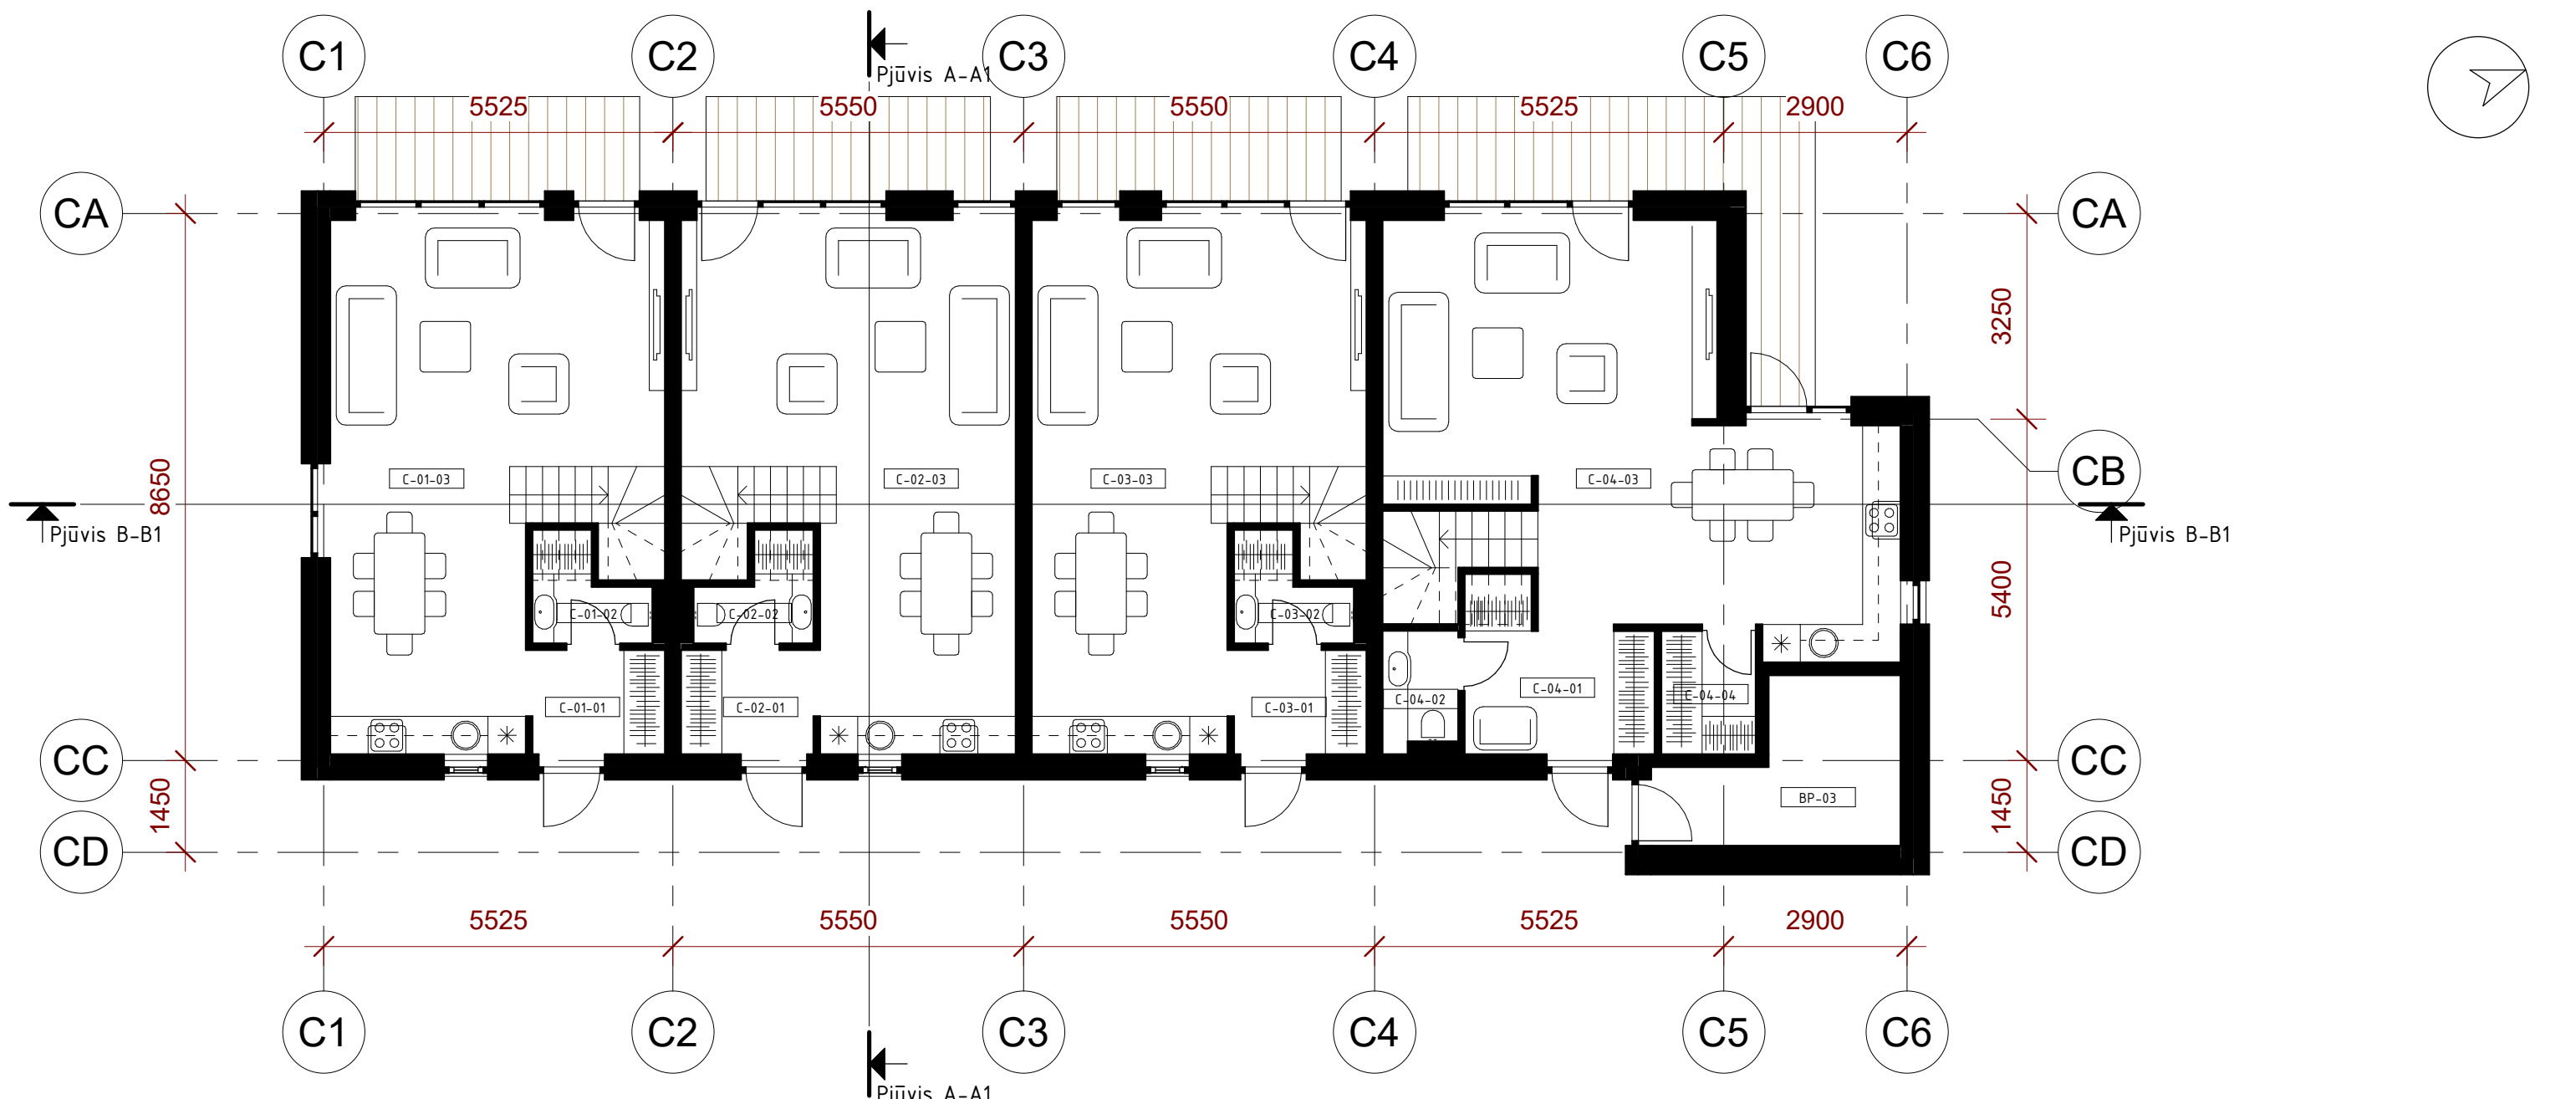 C1 C2 C3 C4 C5 C6
Pjūvis A-A1
5525 5550 5550 5525 2900
CA CA
3250
8650
C-01-03 C-02-03 C-03-03 C-04-03
CB
Pjūvis B-B1 Pjūvis B-B1
5400
C-01-02 C-02-02 C-03-02
C-04-01
C-04-02 C-04-04
C-01-01 C-02-01 C-03-01
CC CC
BP-03
1450 1450
CD CD
5525 5550 5550 5525 2900
C1 C2 C3 C4 C5 C6
Pjūvis A-A1